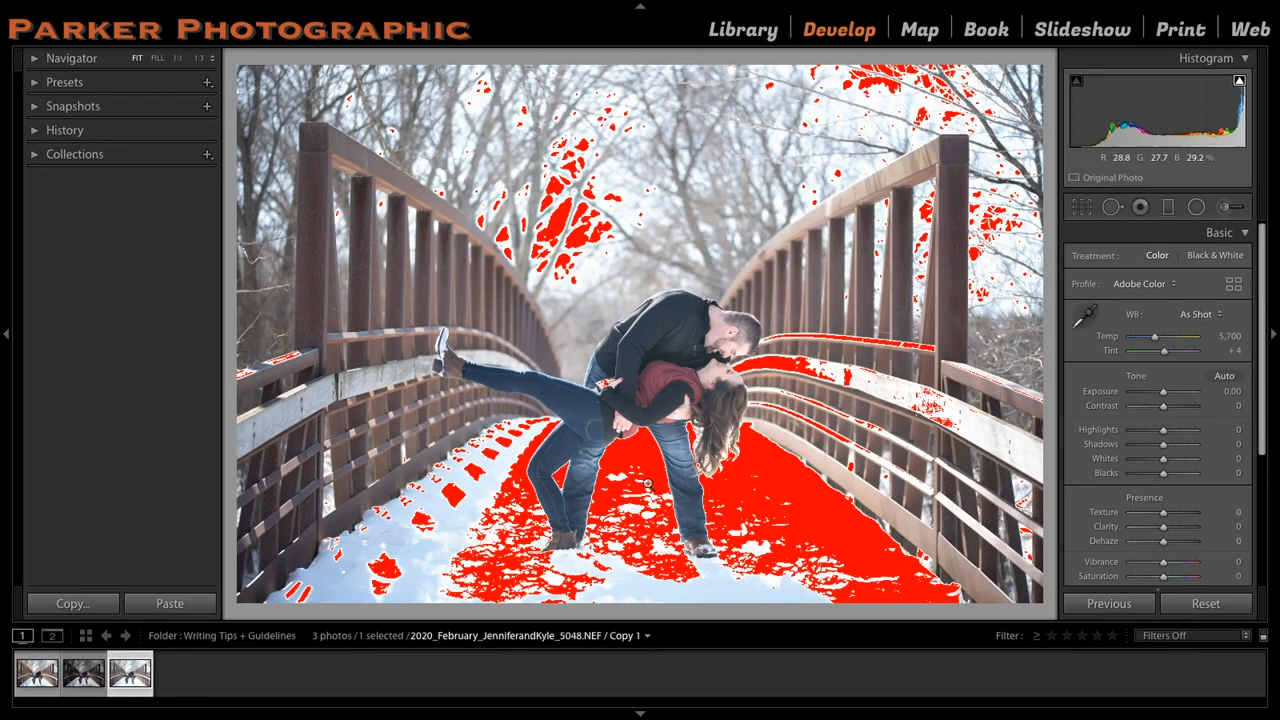 PARKER PHOTOGRAPHIC
Library | Develop | Map | Book | Slideshow | Print | Web
Navigator FIT FILL 1:1 1:3
Presets
Snapshots
History
Collections
Copy... Paste
Histogram
R 28.8 G 27.7 B 29.2 %
Original Photo
Basic
Treatment : Color | Black & White
Profile : Adobe Color
WB : As Shot
Temp 5,700
Tint + 4
Tone Auto
Exposure 0.00
Contrast 0
Highlights 0
Shadows 0
Whites 0
Blacks 0
Presence
Texture 0
Clarity 0
Dehaze 0
Vibrance 0
Saturation 0
Previous Reset
1 2 Folder : Writing Tips + Guidelines 3 photos / 1 selected / 2020_February_JenniferandKyle_5048.NEF / Copy 1 Filter : ≥ Filters Off